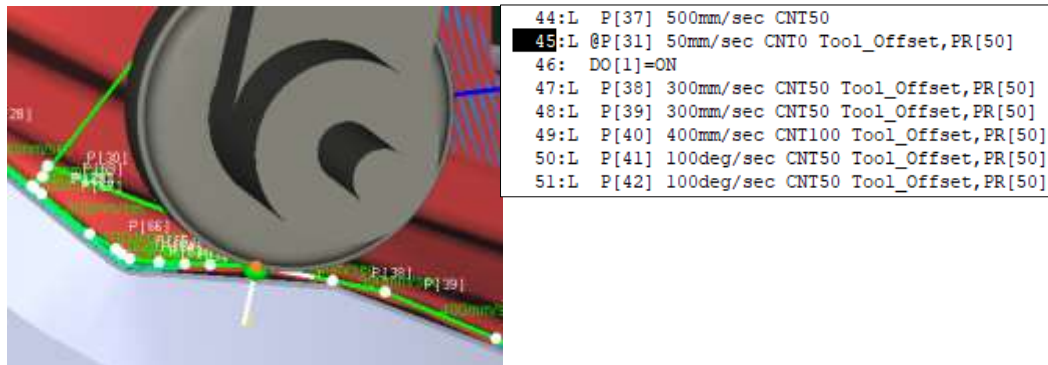 28]
P[30]
P[66]
P[38]
P[39]
44:L P[37] 500mm/sec CNT50
45:L @P[31] 50mm/sec CNT0 Tool_Offset,PR[50]
46: DO[1]=ON
47:L P[38] 300mm/sec CNT50 Tool_Offset,PR[50]
48:L P[39] 300mm/sec CNT50 Tool_Offset,PR[50]
49:L P[40] 400mm/sec CNT100 Tool_Offset,PR[50]
50:L P[41] 100deg/sec CNT50 Tool_Offset,PR[50]
51:L P[42] 100deg/sec CNT50 Tool_Offset,PR[50]